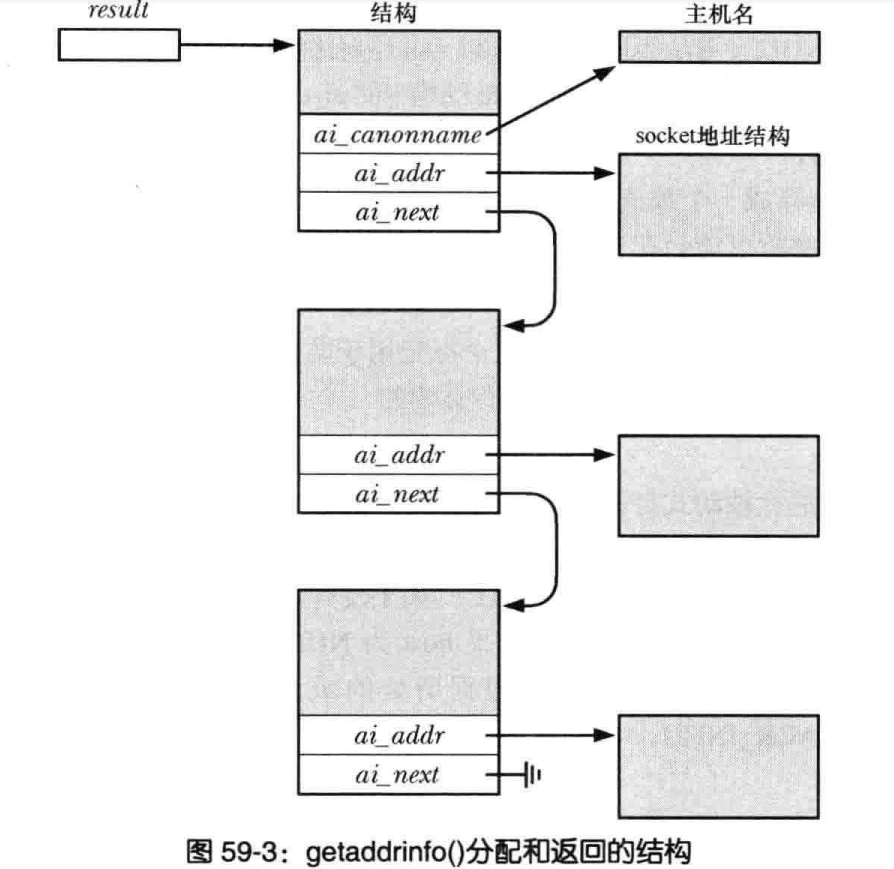 result
结构
主机名
ai_canonname
socket地址结构
ai_addr
ai_next
ai_addr
ai_next
ai_addr
ai_next
图 59-3：getaddrinfo()分配和返回的结构